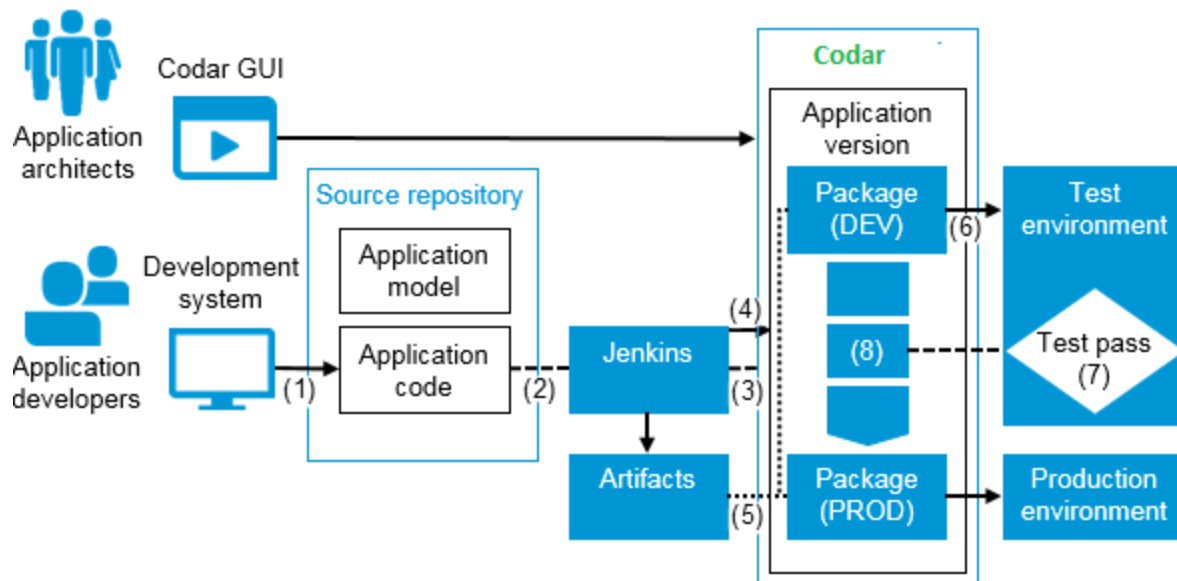 Codar
Codar GUI
Application
architects
Application
version
Source repository
Package
(DEV)
(6)
Test
environment
Application
model
Development
system
Application
developers
(1)
Application
code
(2)
Jenkins
(4)
(3)
(8)
Test pass
(7)
Artifacts
(5)
Package
(PROD)
Production
environment